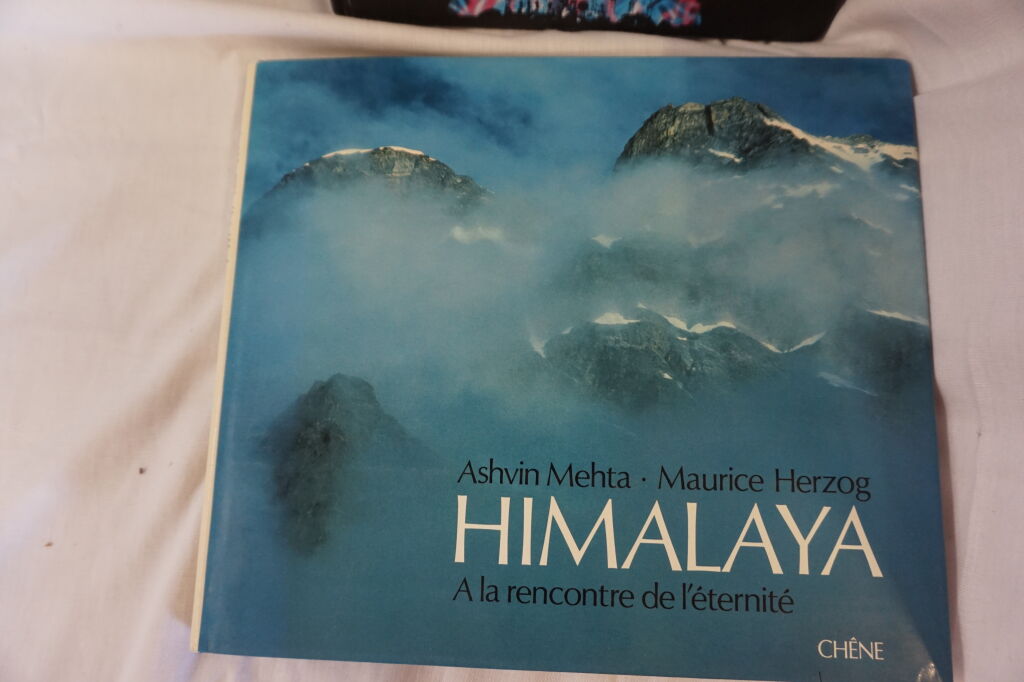 Ashvin Mehta · Maurice Herzog
HIMALAYA
A la rencontre de l'éternité
CHÊNE